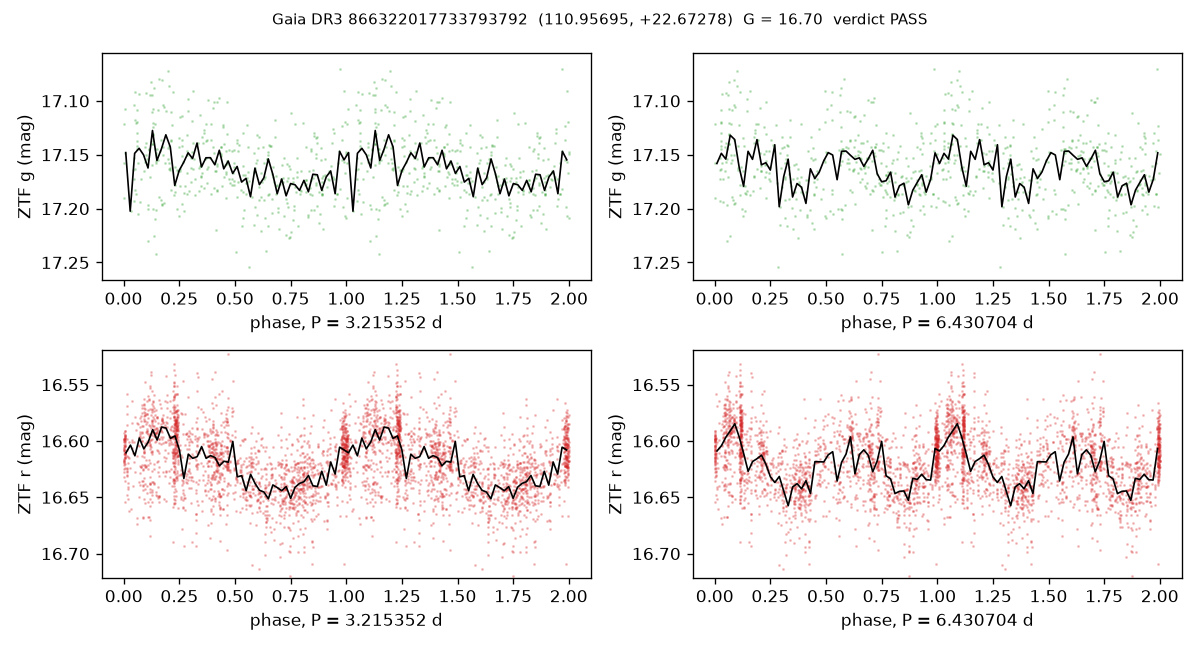 Gaia DR3 866322017733793792 (110.95695, +22.67278) G = 16.70 verdict PASS
ZTF g (mag)
17.10
17.15
17.20
17.25
0.00 0.25 0.50 0.75 1.00 1.25 1.50 1.75 2.00
phase, P = 3.215352 d
ZTF g (mag)
17.10
17.15
17.20
17.25
0.00 0.25 0.50 0.75 1.00 1.25 1.50 1.75 2.00
phase, P = 6.430704 d
ZTF r (mag)
16.55
16.60
16.65
16.70
0.00 0.25 0.50 0.75 1.00 1.25 1.50 1.75 2.00
phase, P = 3.215352 d
ZTF r (mag)
16.55
16.60
16.65
16.70
0.00 0.25 0.50 0.75 1.00 1.25 1.50 1.75 2.00
phase, P = 6.430704 d